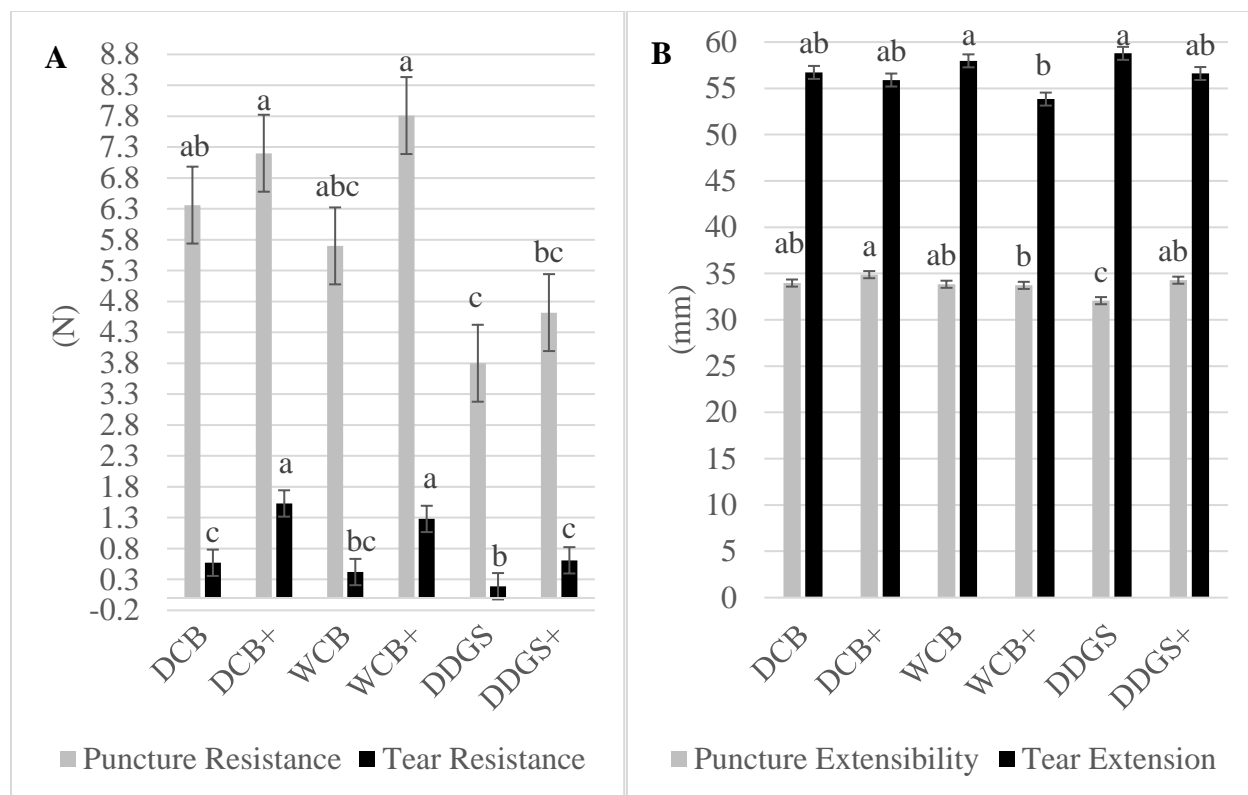 A
8.8
8.3
7.8
7.3
6.8
6.3
5.8
5.3
4.8
4.3
3.8
3.3
2.8
2.3
1.8
1.3
0.8
0.3
-0.2
(N)
ab
a
abc
a
c
bc
c
a
bc
a
b
c
DCB
DCB+
WCB
WCB+
DDGS
DDGS+
Puncture Resistance Tear Resistance
B
60
55
50
45
40
35
30
25
20
15
10
5
0
(mm)
ab
ab
a
b
a
ab
ab
a
ab
b
c
ab
DCB
DCB+
WCB
WCB+
DDGS
DDGS+
Puncture Extensibility Tear Extension